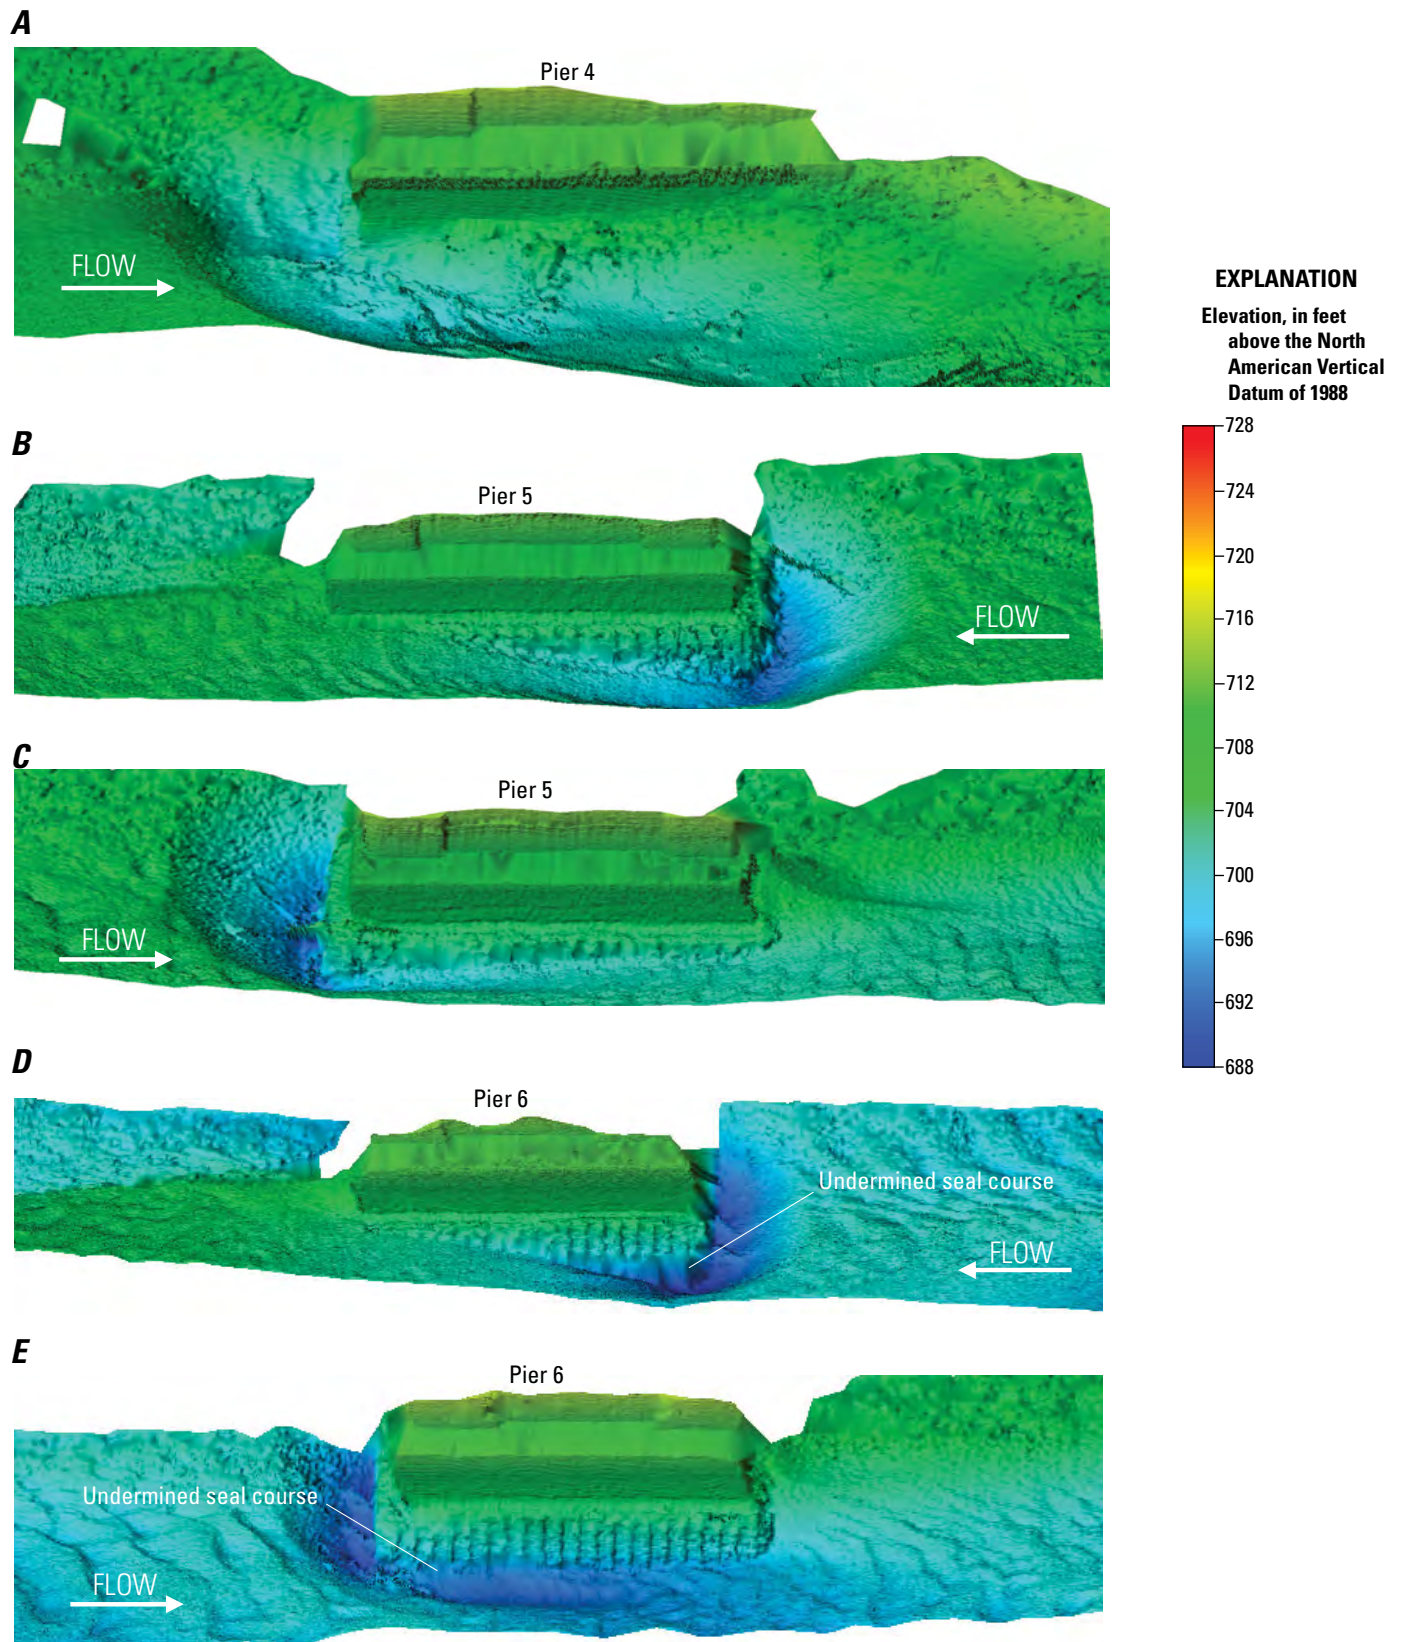 A
Pier 4
FLOW
B
Pier 5
FLOW
C
Pier 5
FLOW
D
Pier 6
Undermined seal course
FLOW
E
Pier 6
Undermined seal course
FLOW
EXPLANATION
Elevation, in feet
above the North
American Vertical
Datum of 1988
728
724
720
716
712
708
704
700
696
692
688